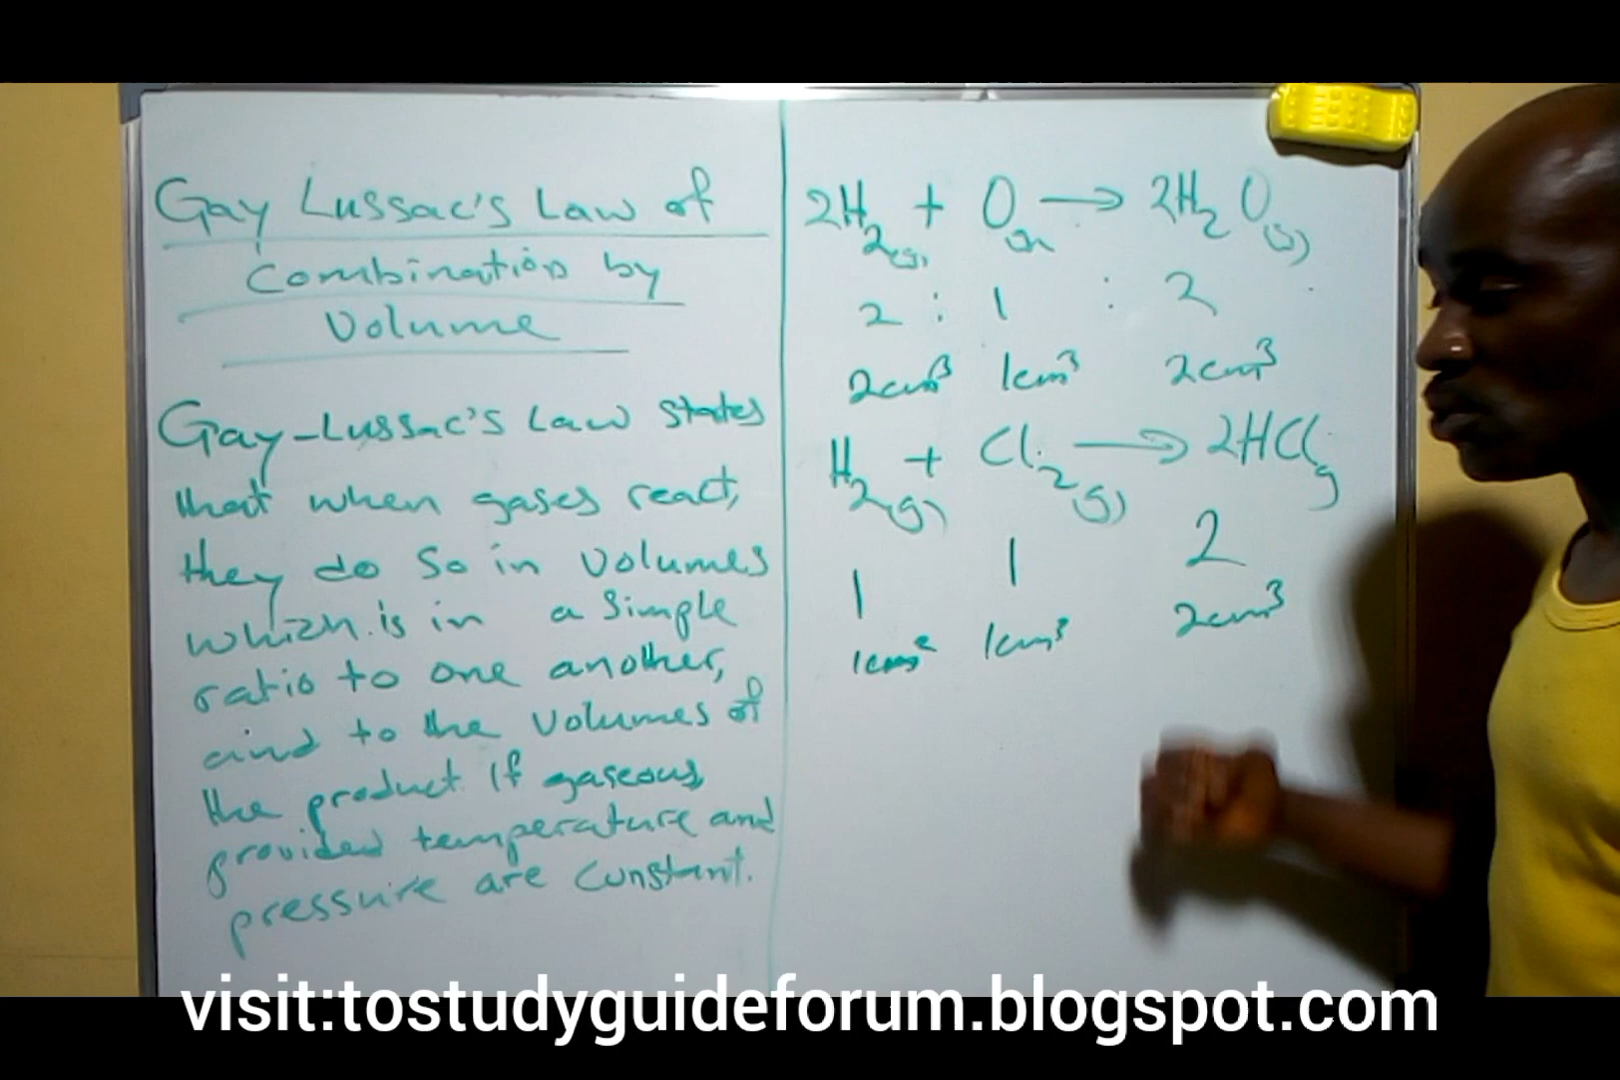 Gay Lussac's Law of
Combination by
Volume
Gay-Lussac's Law states
that when gases react,
they do so in volumes
which is in a simple
ratio to one another,
and to the volumes of
the product if gaseous,
provided temperature and
pressure are constant.
2H₂(g) + O → 2H₂O(g)
2 : 1 : 2
2cm³ 1cm³ 2cm³
H₂(g) + Cl₂(g) → 2HCl g
1 1 2
1cm² 1cm³ 2cm³
visit:tostudyguideforum.blogspot.com